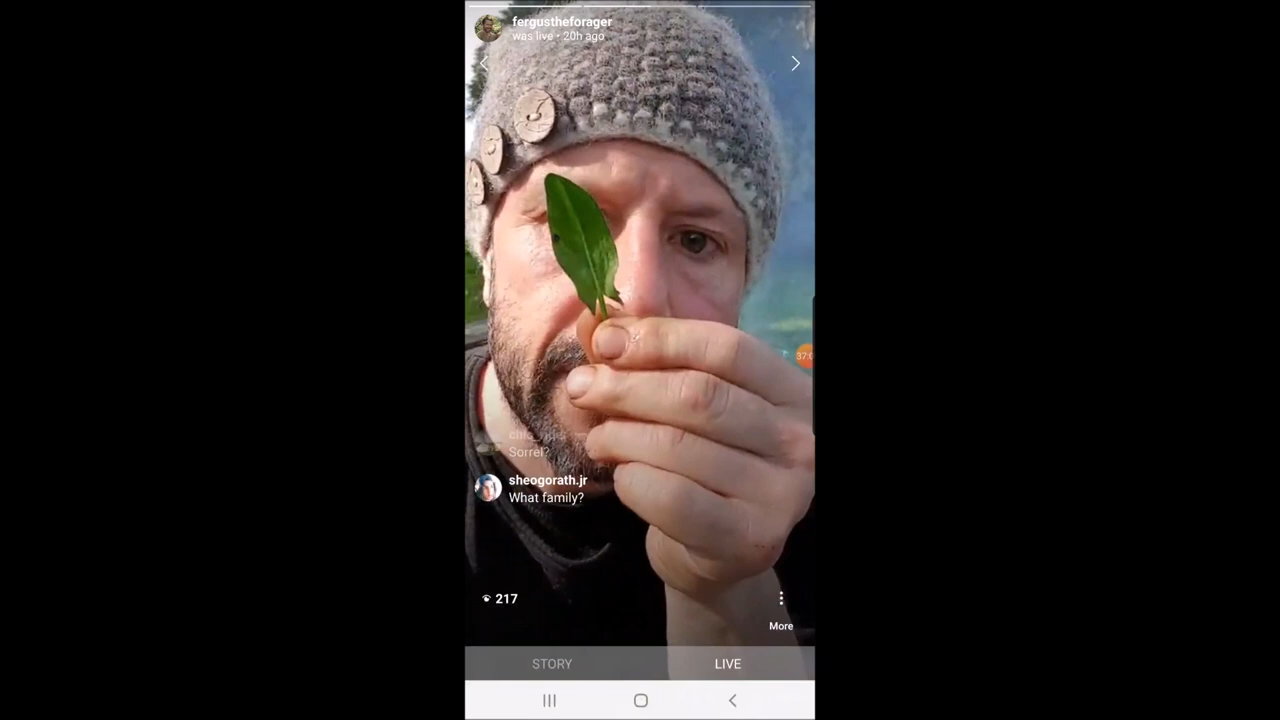 fergustheforager
was live • 20h ago
Sorrel?
sheogorath.jr
What family?
217
More
STORY
LIVE